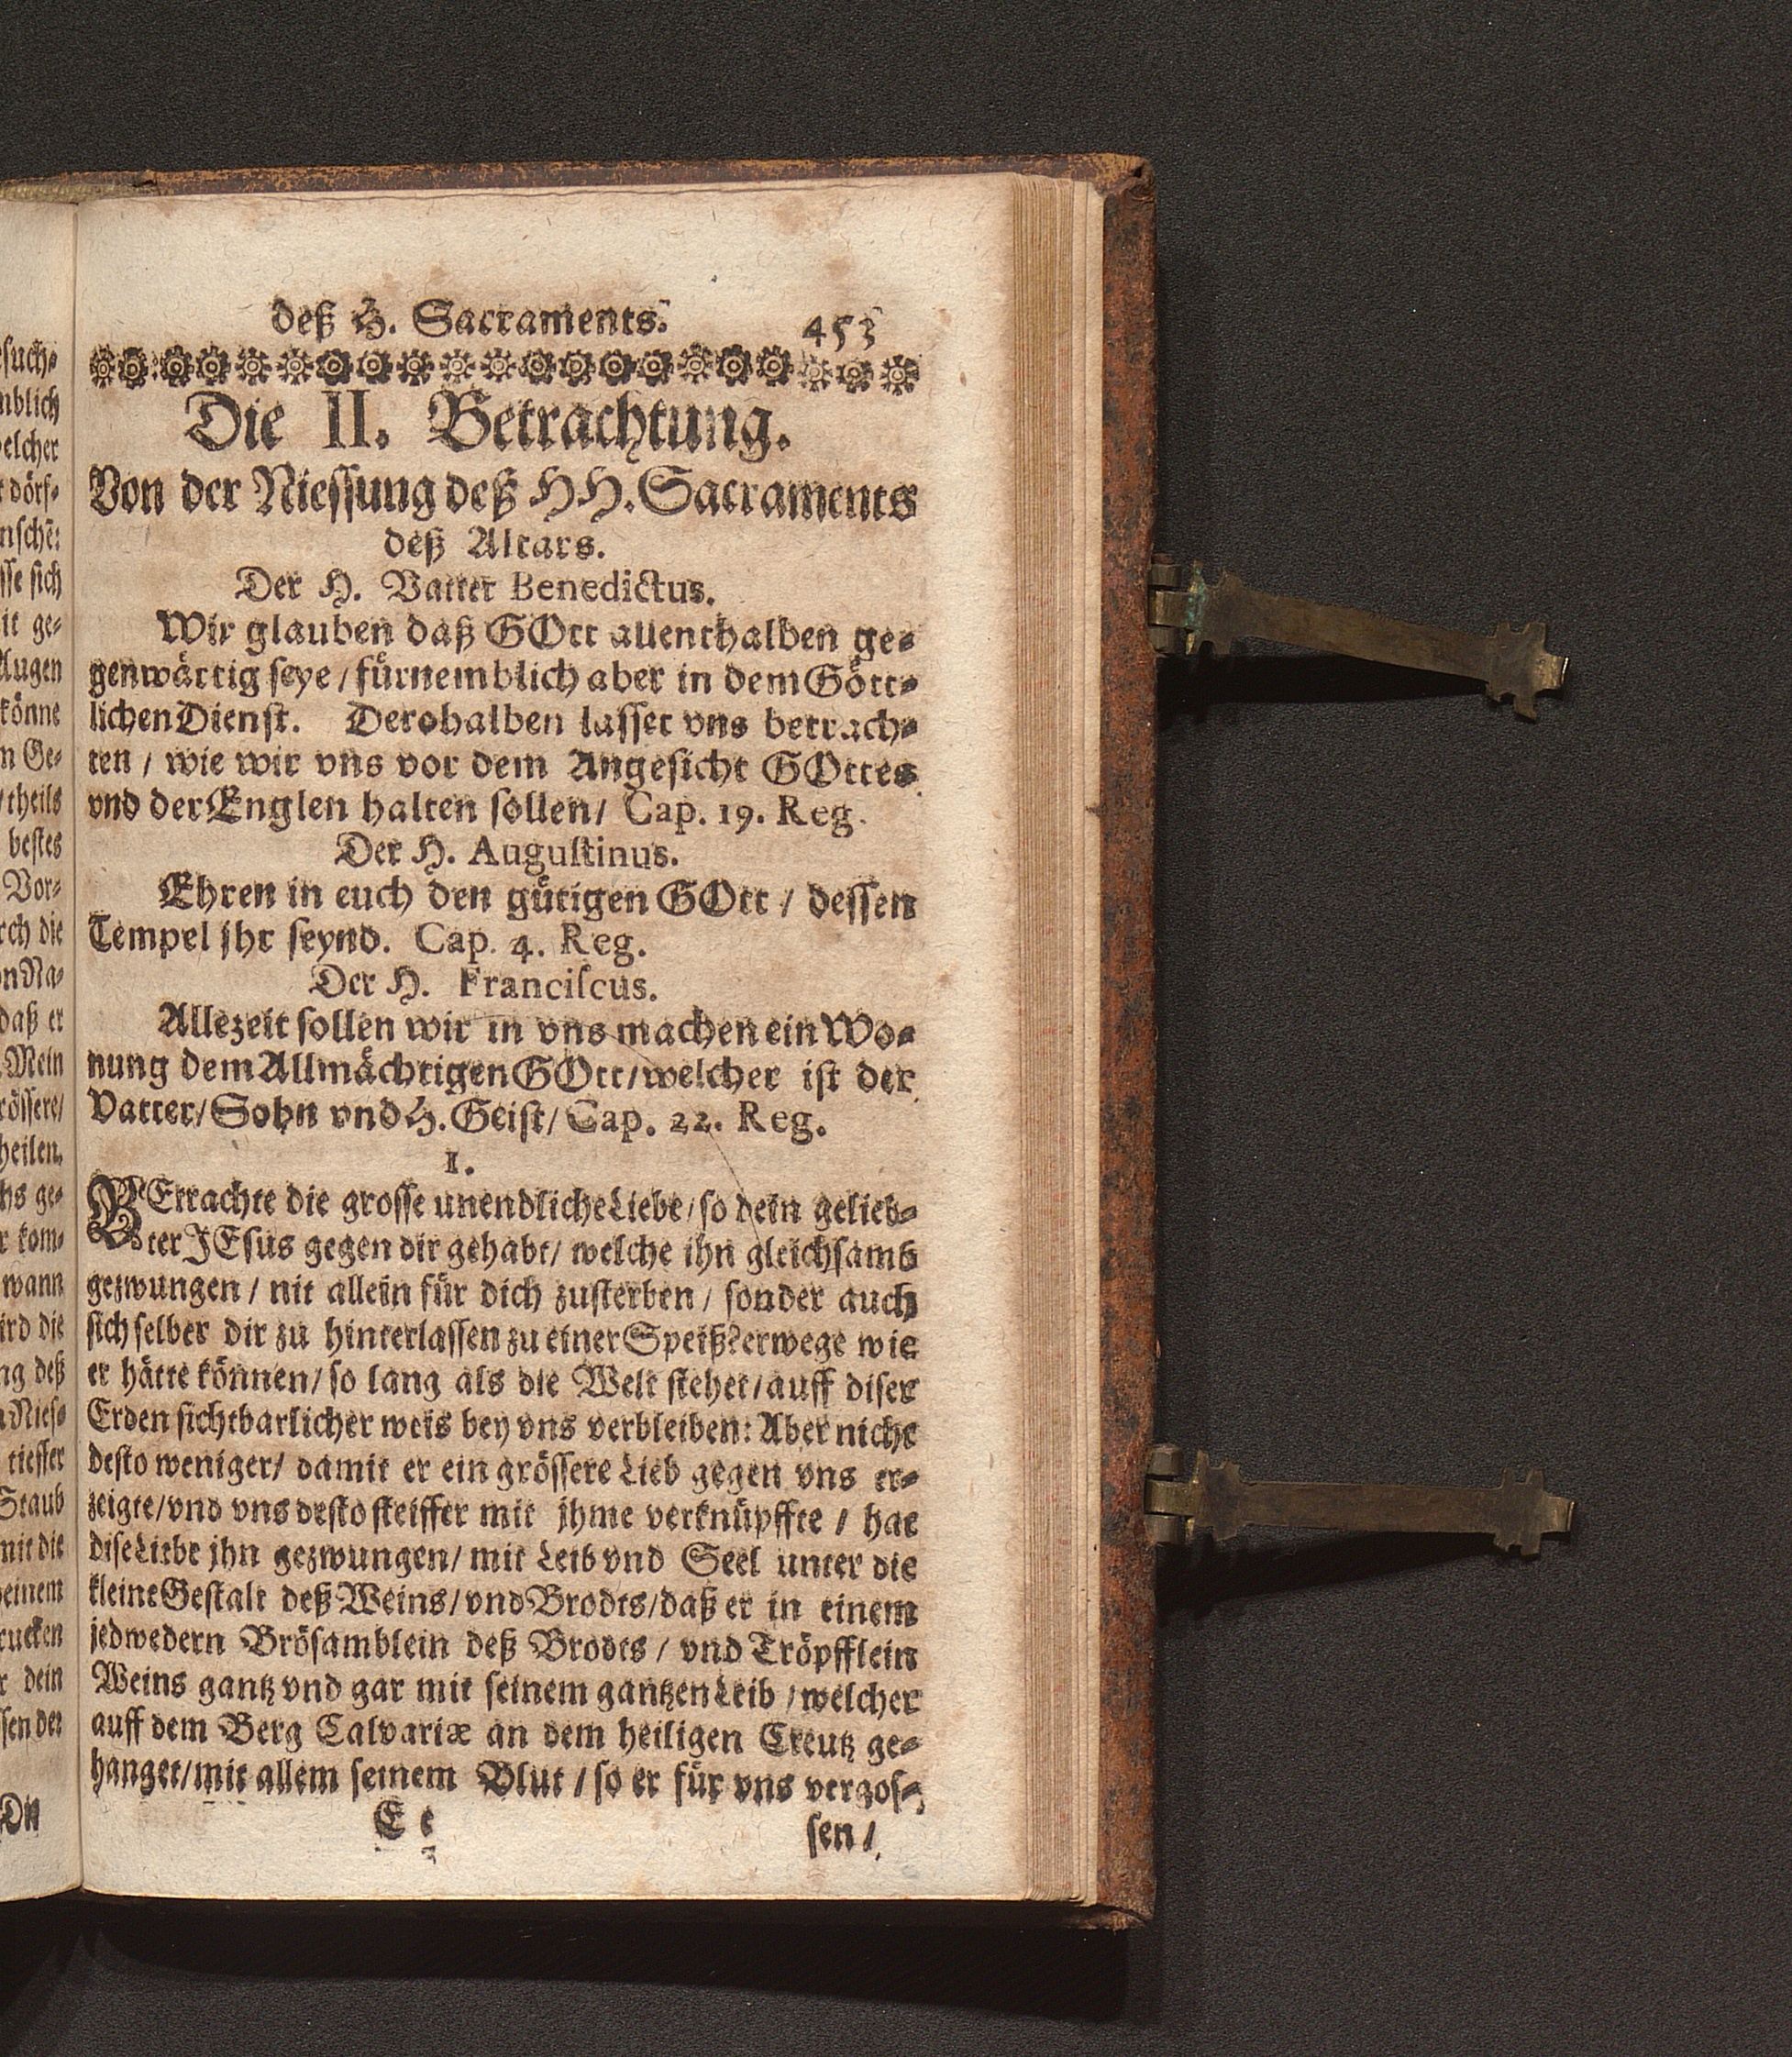 deß H. Sacraments. 453
Die II. Betrachtung.
Von der Niessung deß HH. Sacraments
deß Altars.
Der H. Vatter Benedictus.
Wir glauben daß GOtt allenthalben ge-
genwärtig seye / fürnemblich aber in dem Gött-
lichen Dienst. Derohalben lasset vns betrach-
ten / wie wir vns vor dem Angesicht GOttes
vnd der Englen halten sollen / Cap. 19. Reg.
Der H. Augustinus.
Ehren in euch den gütigen GOtt / dessen
Tempel jhr seynd. Cap. 4. Reg.
Der H. Franciscus.
Allezeit sollen wir in vns machen ein Wo-
nung dem Allmächtigen GOtt / welcher ist der
Vatter / Sohn vnd H. Geist / Cap. 22. Reg.
I.
BEtrachte die grosse unendliche Liebe / so dein gelieb-
ter JEsus gegen dir gehabt / welche ihn gleichsamb
gezwungen / nit allein für dich zusterben / sonder auch
sich selber dir zu hinterlassen zu einer Speiß? erwege wie
er hätte können / so lang als die Welt stehet / auff diser
Erden sichtbarlicher weis bey vns verbleiben: Aber nicht
desto weniger / damit er ein grössere Lieb gegen vns er-
zeigte / vnd vns desto steiffer mit jhme verknüpffte / hat
dise Liebe jhn gezwungen / mit Leib vnd Seel unter die
kleine Gestalt deß Weins / vnd Brodts / daß er in einem
jedwedern Brösamblein deß Brodts / vnd Tröpfflein
Weins gantz vnd gar mit seinem gantzen Leib / welcher
auff dem Berg Calvariæ an dem heiligen Creutz ge-
hanget / mit allem seinem Blut / so er für vns vergos-
E e sen /